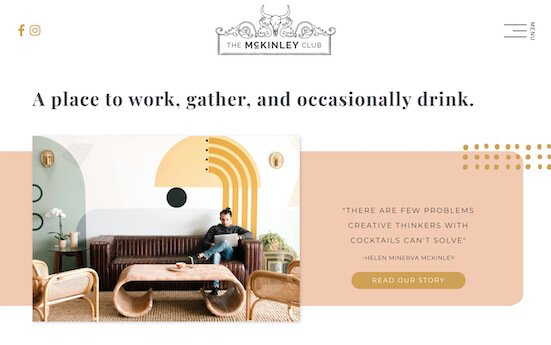 THE McKINLEY CLUB
MENU
A place to work, gather, and occasionally drink.
"THERE ARE FEW PROBLEMS
CREATIVE THINKERS WITH
COCKTAILS CAN'T SOLVE"
-HELEN MINERVA MCKINLEY
READ OUR STORY